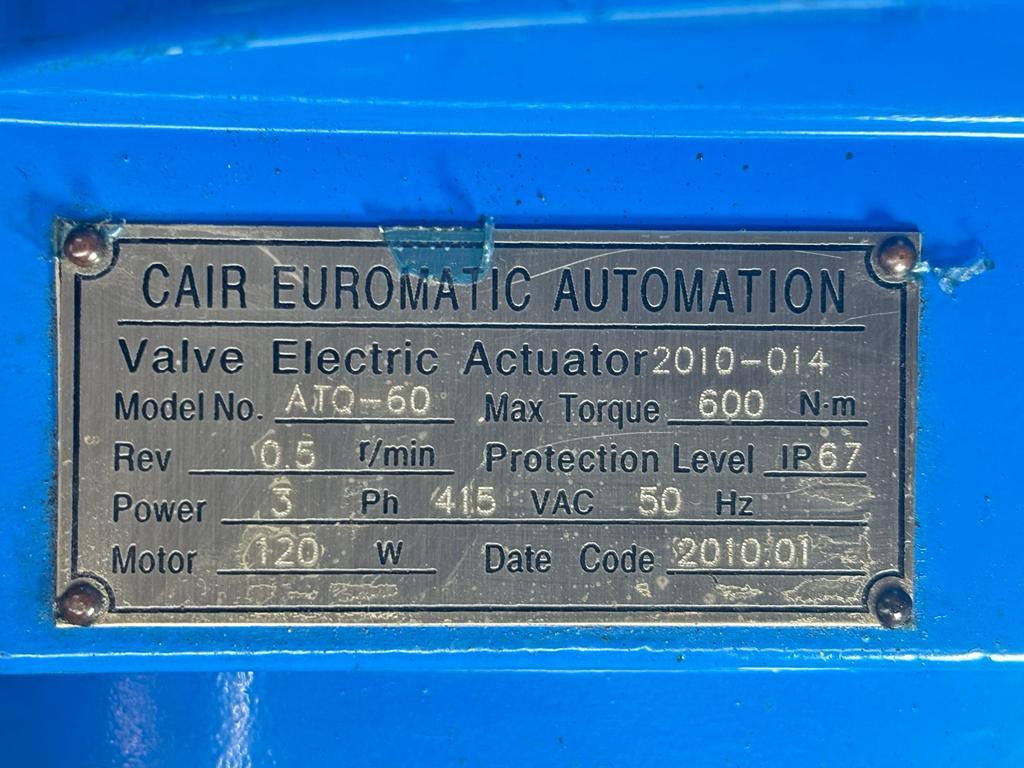 CAIR EUROMATIC AUTOMATION
Valve Electric Actuator 2010-014
Model No. ATQ-60 Max Torque 600 N·m
Rev 0.5 r/min Protection Level IP67
Power 3 Ph 415 VAC 50 Hz
Motor 120 W Date Code 2010.01